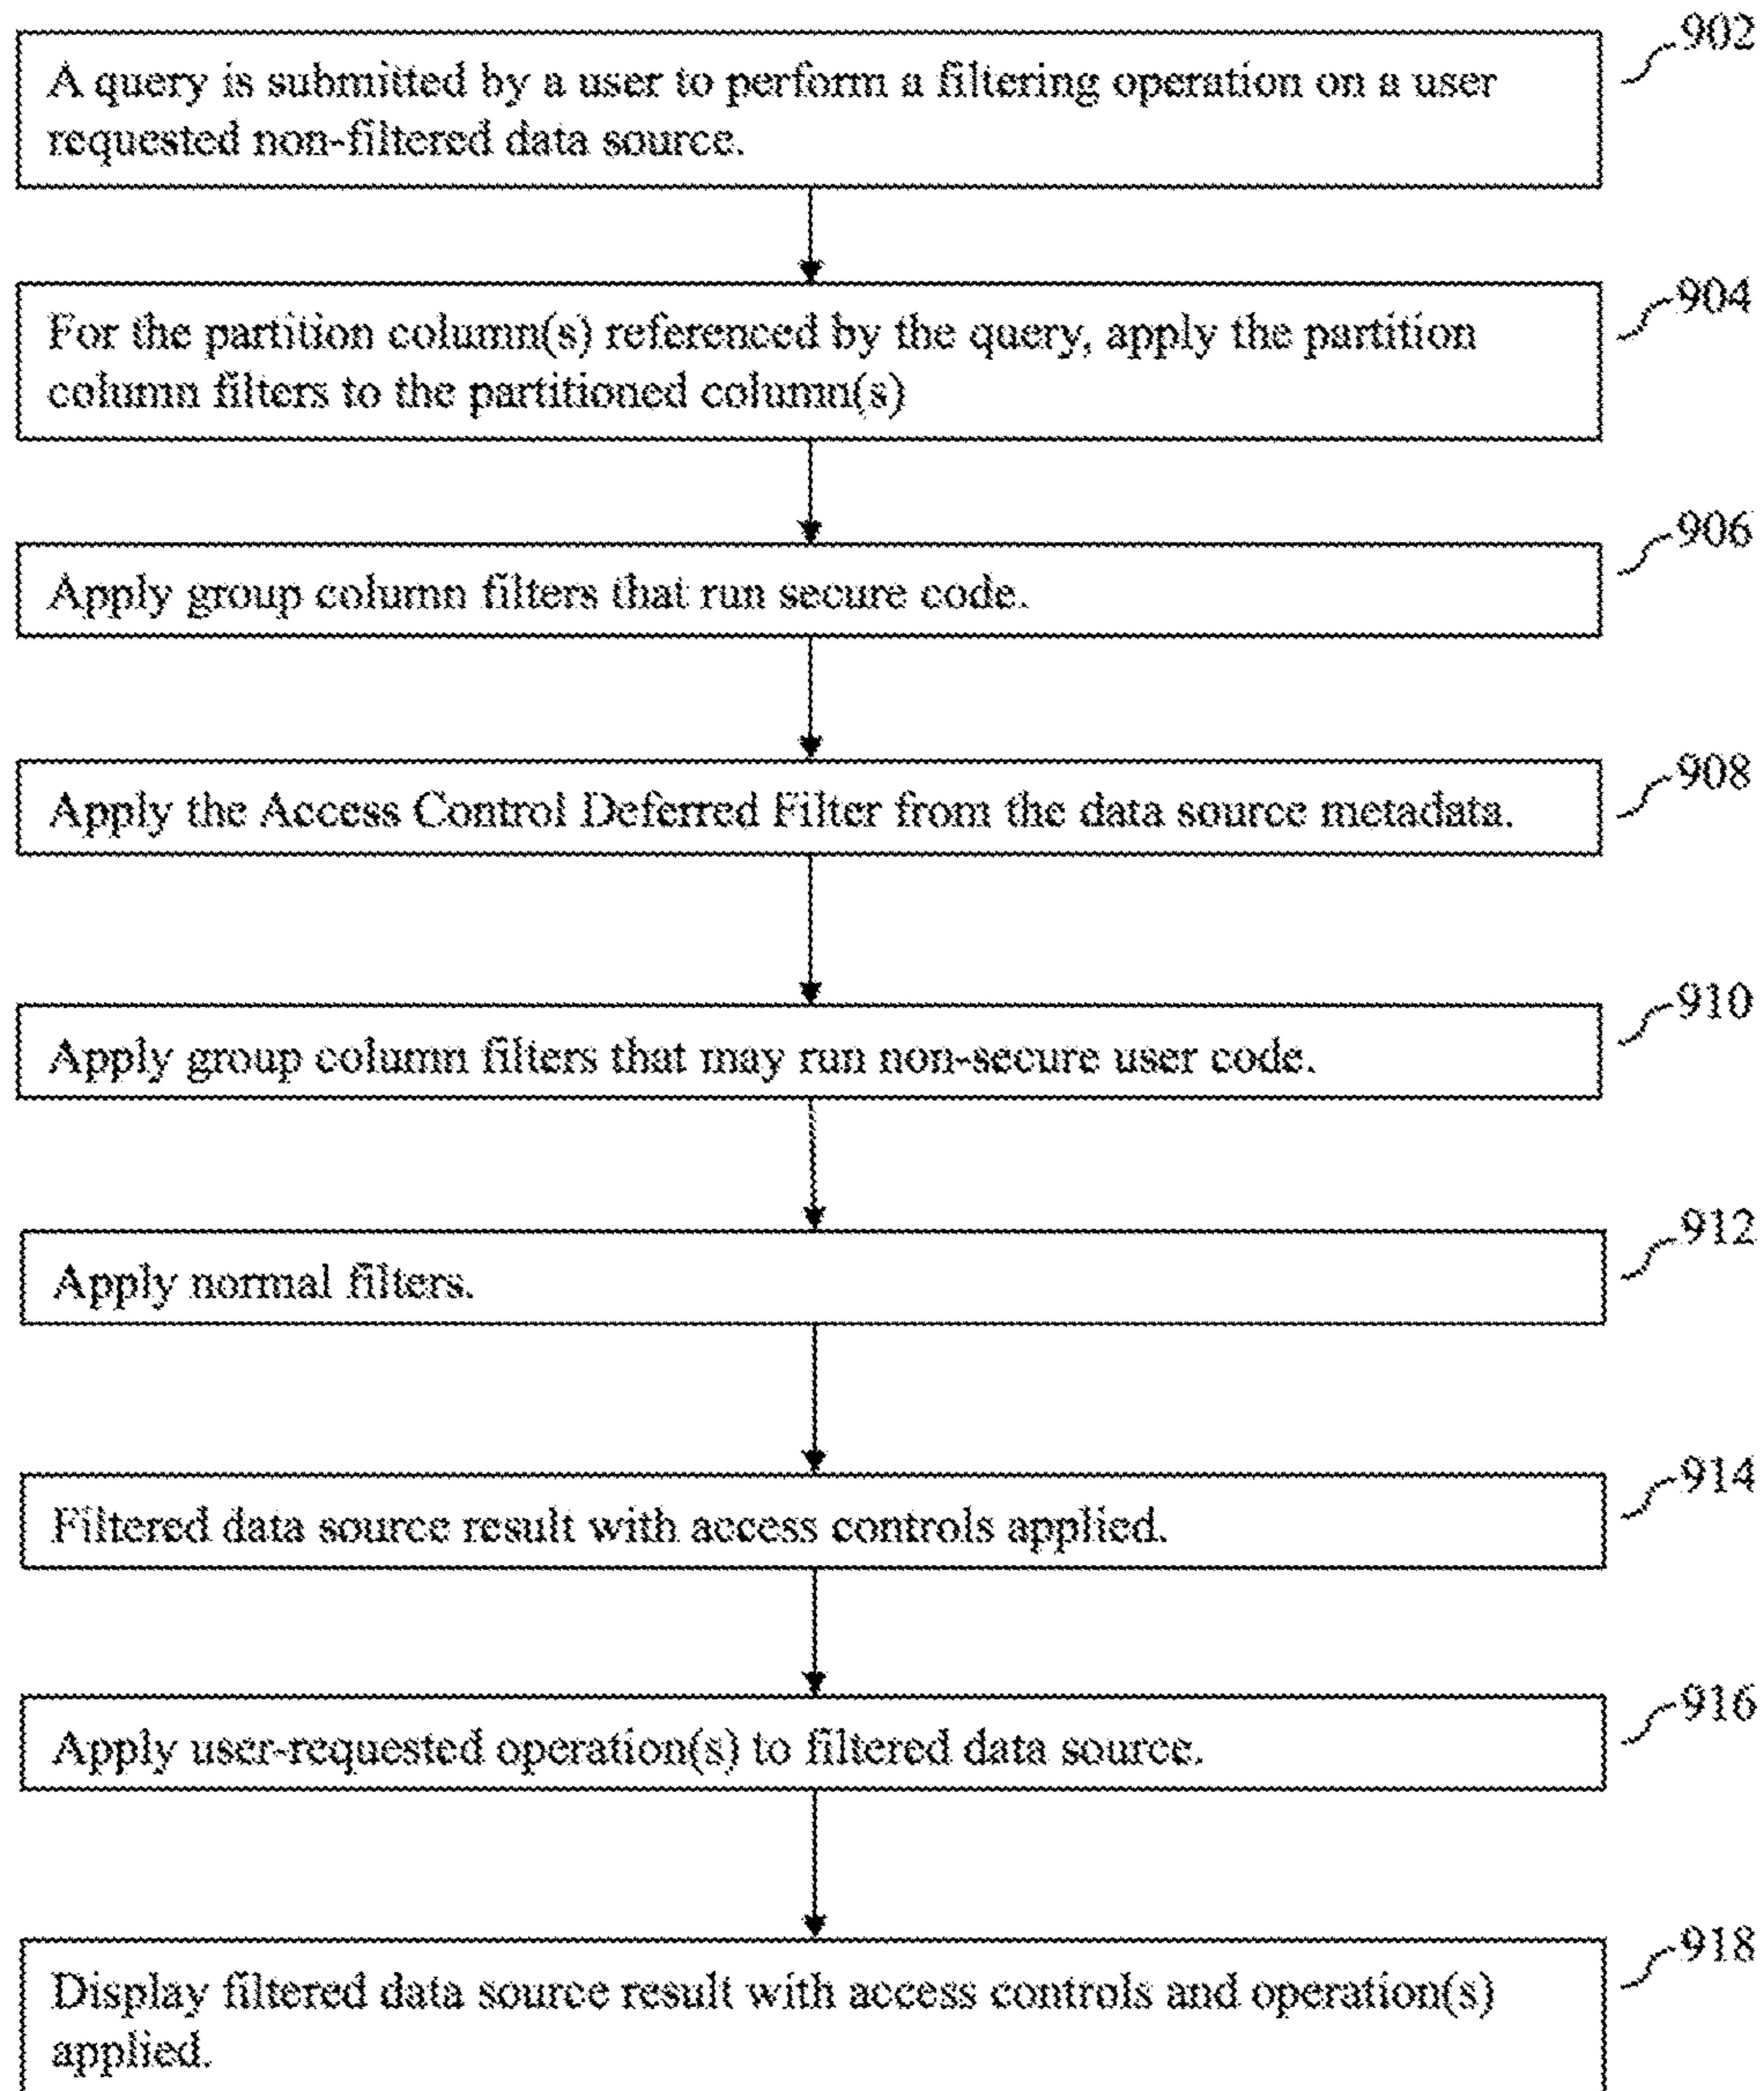 902
A query is submitted by a user to perform a filtering operation on a user
requested non-filtered data source.
904
For the partition column(s) referenced by the query, apply the partition
column filters to the partitioned column(s)
906
Apply group column filters that run secure code.
908
Apply the Access Control Deferred Filter from the data source metadata.
910
Apply group column filters that may run non-secure user code.
912
Apply normal filters.
914
Filtered data source result with access controls applied.
916
Apply user-requested operation(s) to filtered data source.
918
Display filtered data source result with access controls and operation(s)
applied.